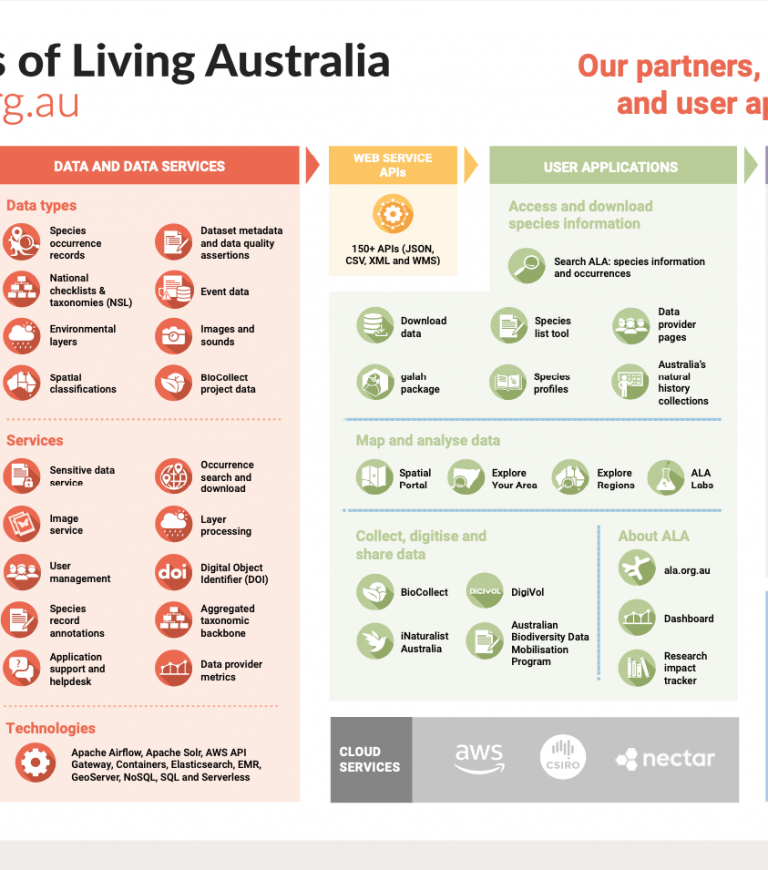 s of Living Australia
rg.au
Our partners,
and user ap
DATA AND DATA SERVICES
Data types
Species
occurrence
records
Dataset metadata
and data quality
assertions
National
checklists &
taxonomies (NSL)
Event data
Environmental
layers
Images and
sounds
Spatial
classifications
BioCollect
project data
Services
Sensitive data
service
Occurrence
search and
download
Image
service
Layer
processing
User
management
doi
Digital Object
Identifier (DOI)
Species
record
annotations
Aggregated
taxonomic
backbone
Application
support and
helpdesk
Data provider
metrics
Technologies
Apache Airflow, Apache Solr, AWS API
Gateway, Containers, Elasticsearch, EMR,
GeoServer, NoSQL, SQL and Serverless
WEB SERVICE
APIs
150+ APIs (JSON,
CSV, XML and WMS)
USER APPLICATIONS
Access and download
species information
Search ALA: species information
and occurrences
Download
data
Species
list tool
Data
provider
pages
galah
package
Species
profiles
Australia's
natural
history
collections
Map and analyse data
Spatial
Portal
Explore
Your Area
Explore
Regions
ALA
Labs
Collect, digitise and
share data
BioCollect
DIGIVOL
DigiVol
iNaturalist
Australia
Australian
Biodiversity Data
Mobilisation
Program
About ALA
ala.org.au
Dashboard
Research
impact
tracker
CLOUD
SERVICES
aws
CSIRO
nectar